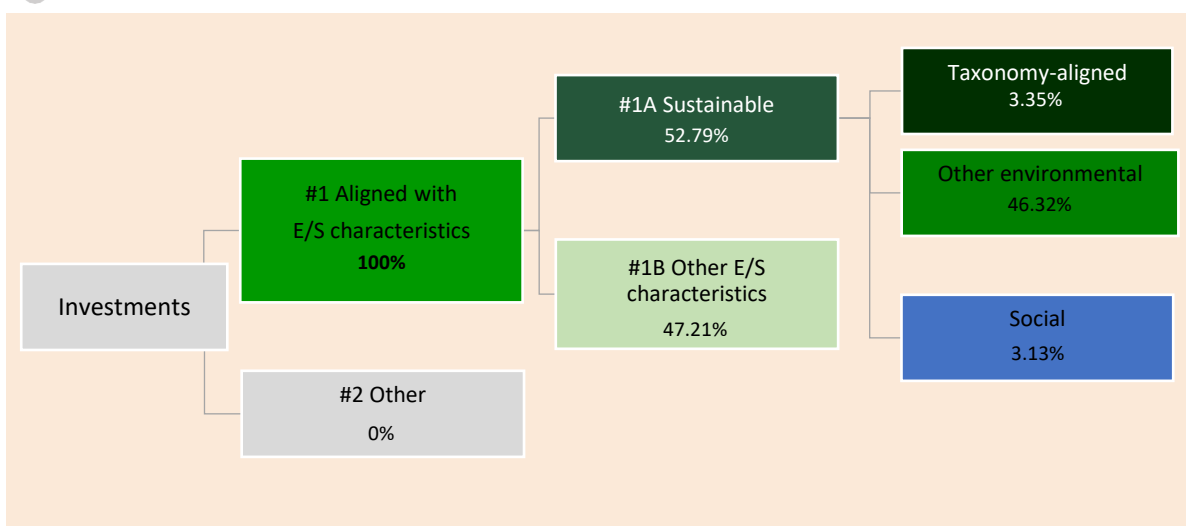 Investments
#1 Aligned with
E/S characteristics
100%
#2 Other
0%
#1A Sustainable
52.79%
#1B Other E/S
characteristics
47.21%
Taxonomy-aligned
3.35%
Other environmental
46.32%
Social
3.13%